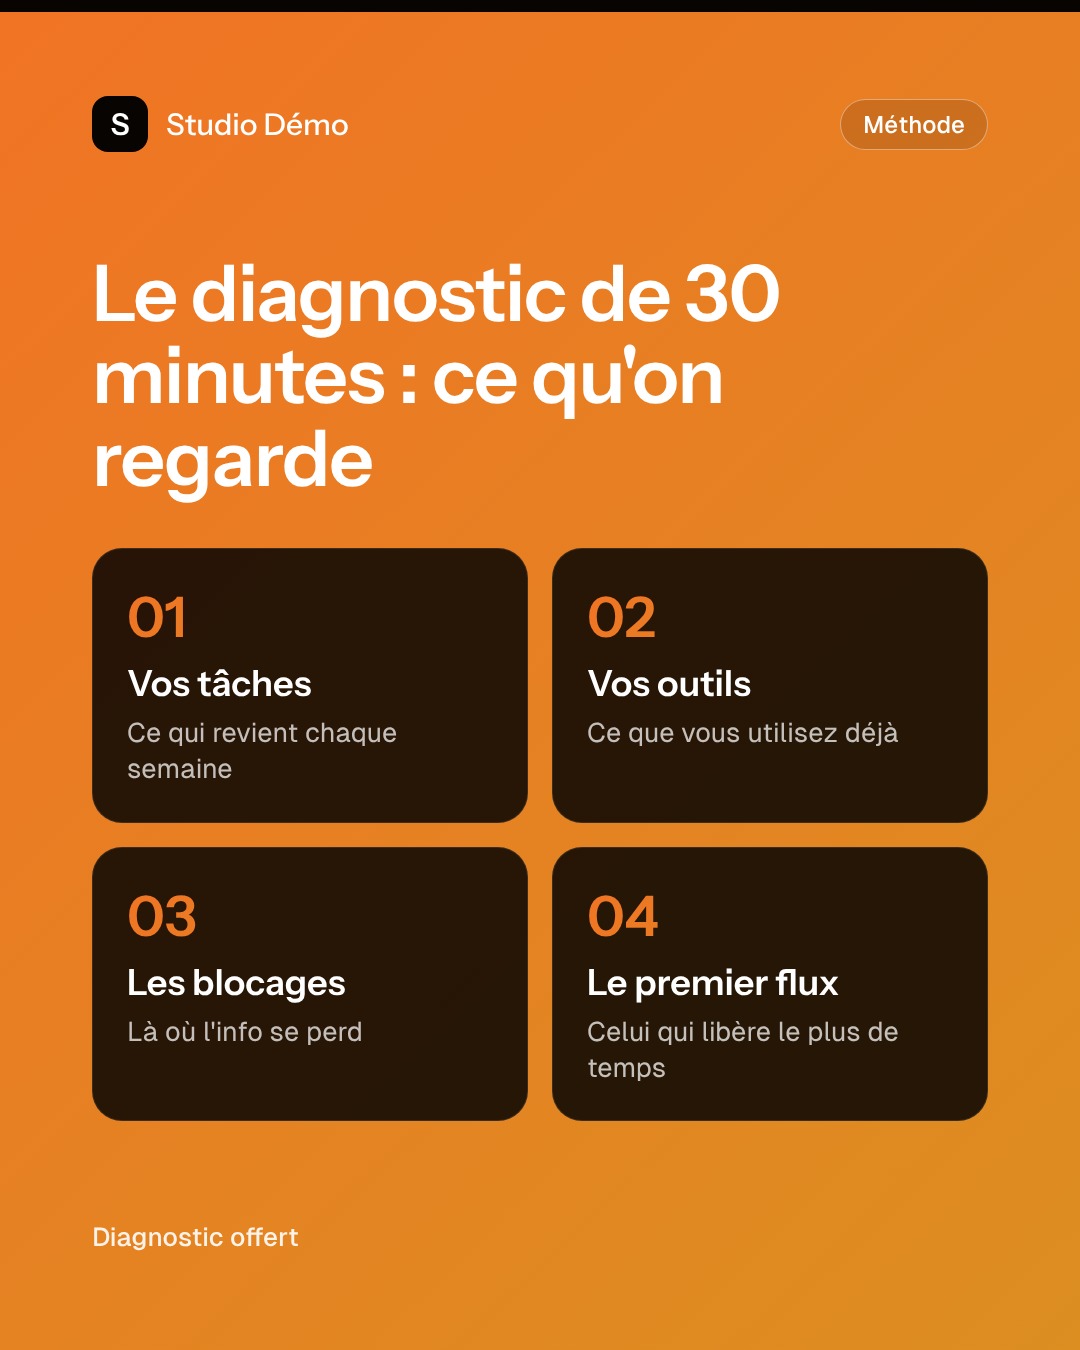 S
Studio Démo
Méthode
Le diagnostic de 30
minutes : ce qu'on
regarde
01
Vos tâches
Ce qui revient chaque
semaine
02
Vos outils
Ce que vous utilisez déjà
03
Les blocages
Là où l'info se perd
04
Le premier flux
Celui qui libère le plus de
temps
Diagnostic offert